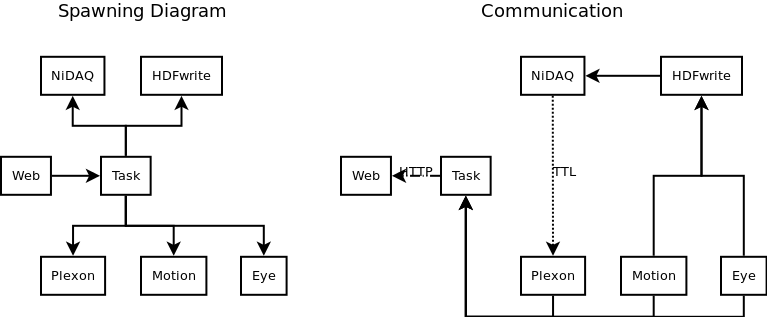 Spawning Diagram
NiDAQ
HDFwrite
Web
Task
Plexon
Motion
Eye
Communication
NiDAQ
HDFwrite
Web
HTTP
Task
TTL
Plexon
Motion
Eye